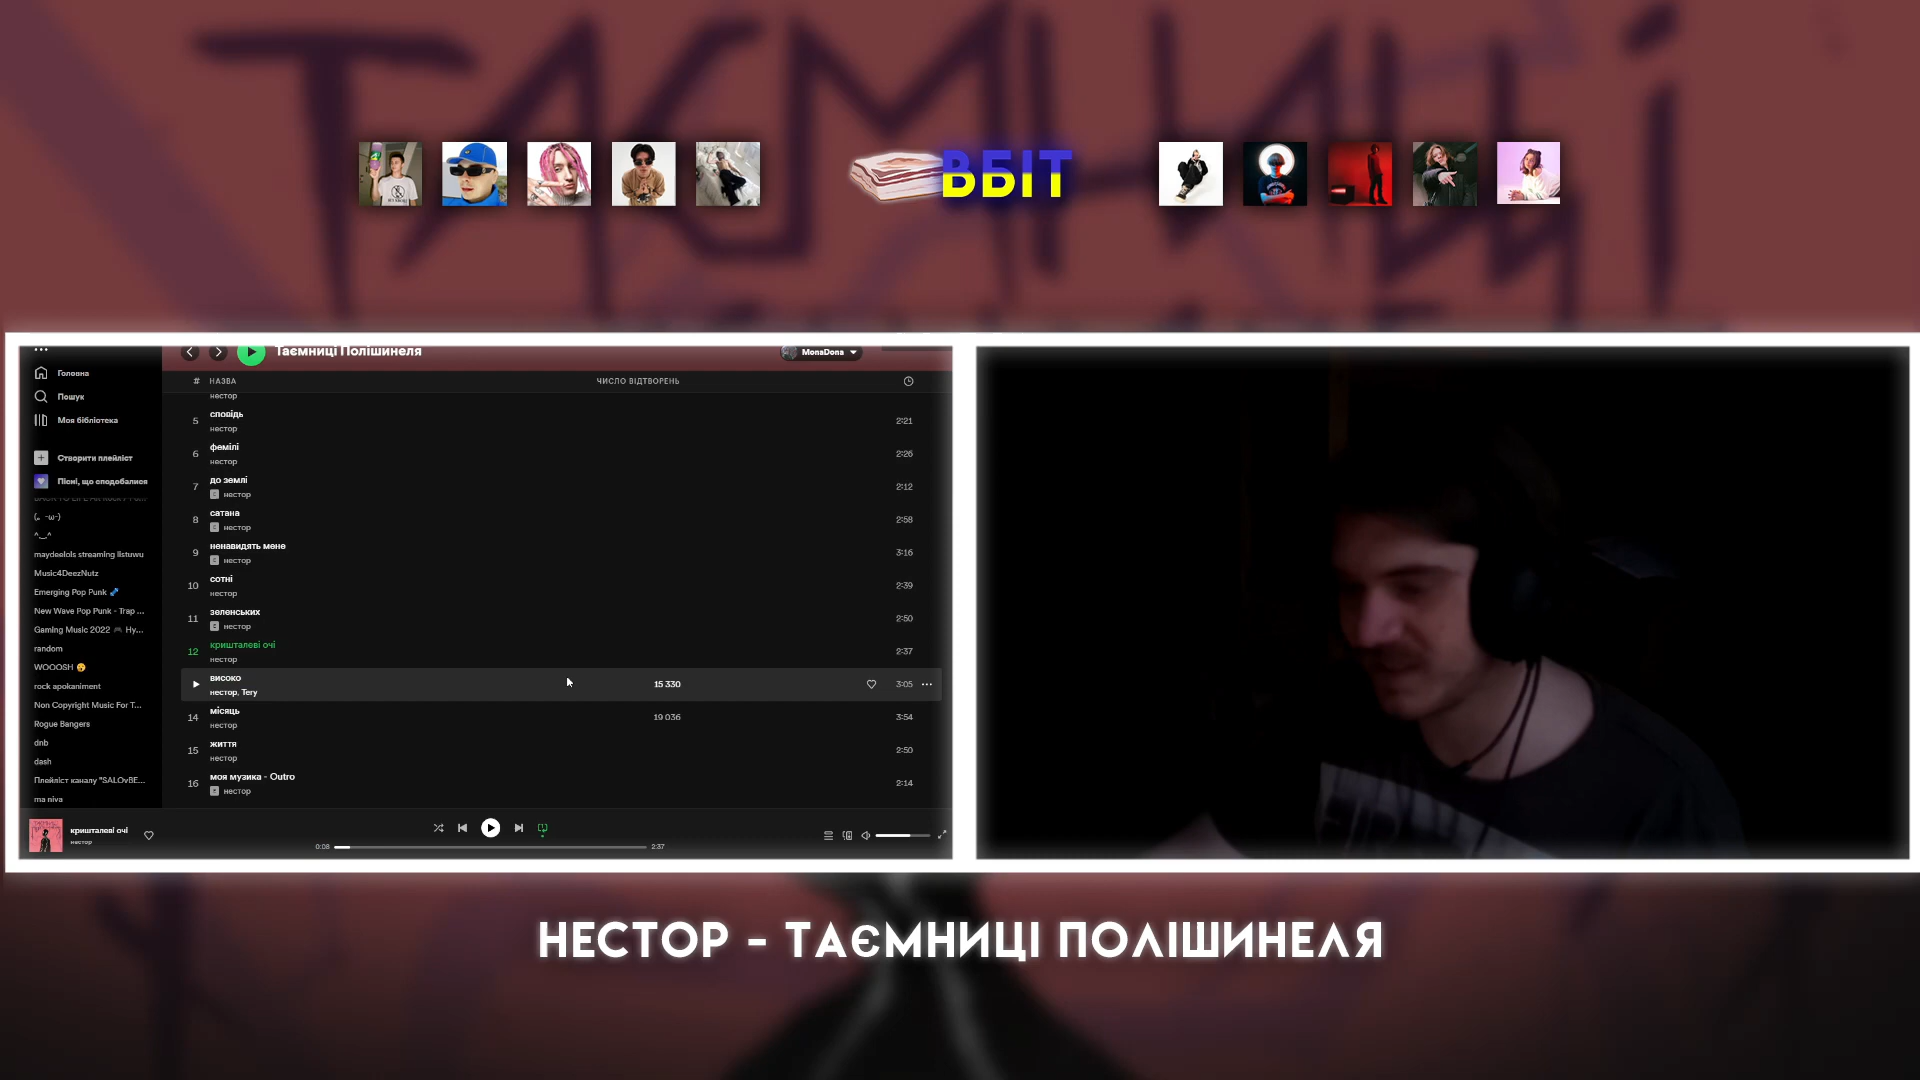 ТАЄМНИЦІ
ВБІТ
Таємниці Полішинеля
MonaDona
Головна
Пошук
Моя бібліотека
Створити плейліст
Пісні, що сподобалися
(。-ω-)
^‿^
maydeelols streaming listuwu
Music4DeezNutz
Emerging Pop Punk
New Wave Pop Punk - Trap ...
Gaming Music 2022 🎮 Hy...
random
WOOOSH 😮
rock apokaniment
Non Copyright Music For T...
Rogue Bangers
dnb
dash
Плейліст каналу "SALOvBE...
ma niva
# НАЗВА ЧИСЛО ВІДТВОРЕНЬ
нестор
5 сповідь 2:21
нестор
6 фемілі 2:26
нестор
7 до землі 2:12
E нестор
8 сатана 2:58
E нестор
9 ненавидять мене 3:16
E нестор
10 сотні 2:39
нестор
11 зеленських 2:50
E нестор
12 кришталеві очі 2:37
нестор
високо 15 330 3:05
нестор, Tery
14 місяць 19 036 3:54
нестор
15 життя 2:50
нестор
16 моя музика - Outro 2:14
E нестор
кришталеві очі
нестор
0:08 2:37
НЕСТОР - ТАЄМНИЦІ ПОЛІШИНЕЛЯ